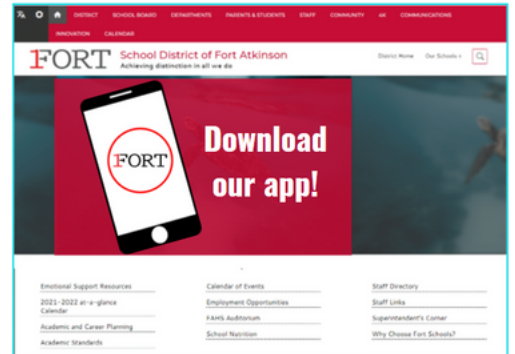 DISTRICT SCHOOL BOARD DEPARTMENTS PARENTS & STUDENTS STAFF COMMUNITY 4K COMMUNICATIONS
INNOVATION CALENDAR
1FORT School District of Fort Atkinson
Achieving distinction in all we do
District Home Our Schools
Download
our app!
1FORT
Emotional Support Resources
2021-2022 at-a-glance
Calendar
Academic and Career Planning
Academic Standards
Calendar of Events
Employment Opportunities
FAHS Auditorium
School Nutrition
Staff Directory
Staff Links
Superintendent's Corner
Why Choose Fort Schools?